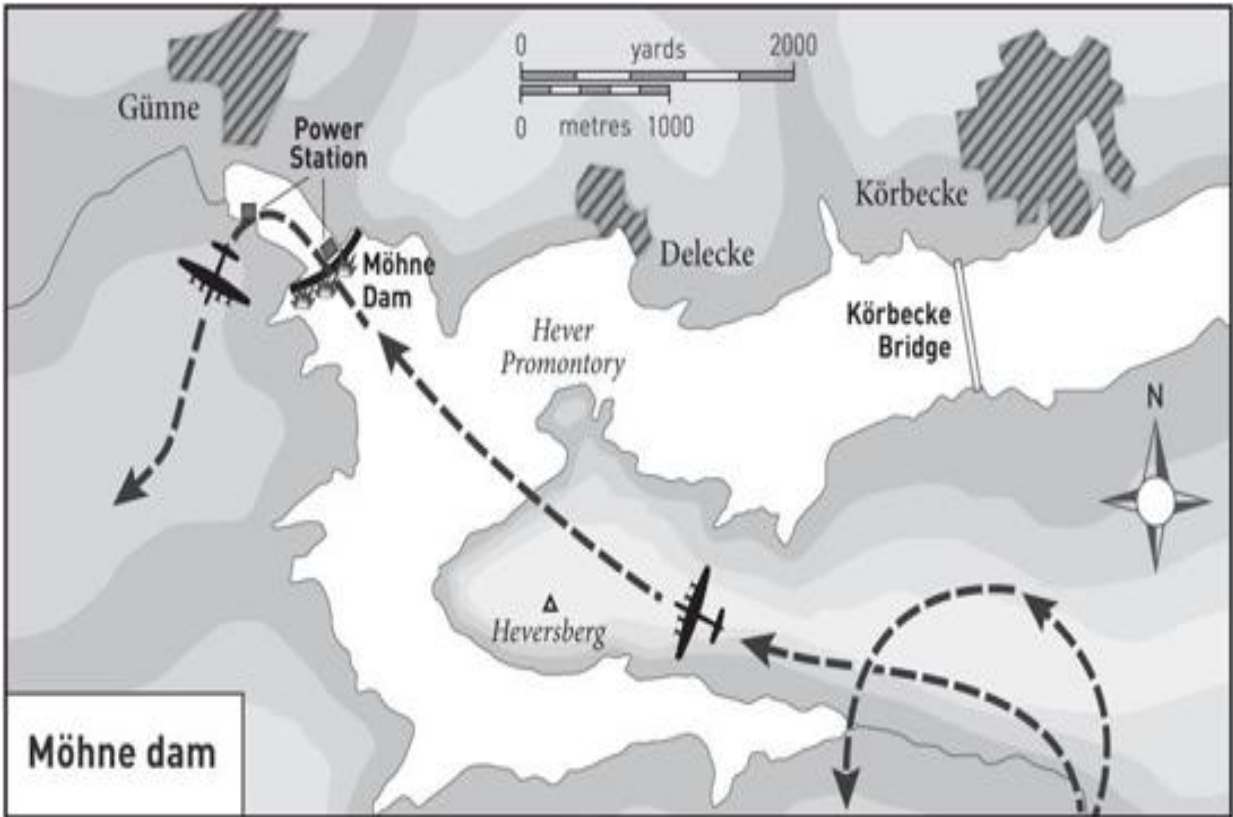 0 yards 2000
0 metres 1000
Günne
Power
Station
Körbecke
Delecke
Möhne
Dam
Körbecke
Bridge
Hever
Promontory
N
Heversberg
Möhne dam